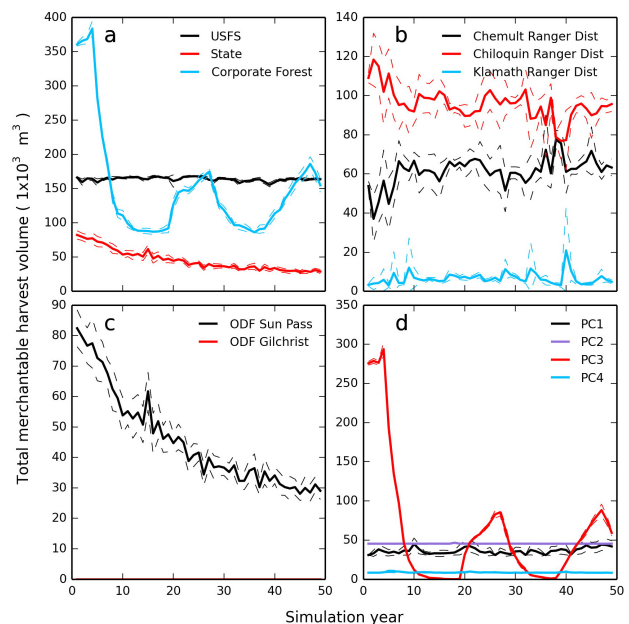 a
USFS
State
Corporate Forest
400
350
300
250
200
150
100
50
0
b
Chemult Ranger Dist
Chiloquin Ranger Dist
Klamath Ranger Dist
140
120
100
80
60
40
20
0
c
ODF Sun Pass
ODF Gilchrist
90
80
70
60
50
40
30
20
10
0
0 10 20 30 40 50
d
PC1
PC2
PC3
PC4
350
300
250
200
150
100
50
0
0 10 20 30 40 50
Total merchantable harvest volume ( 1x10³ m³ )
Simulation year